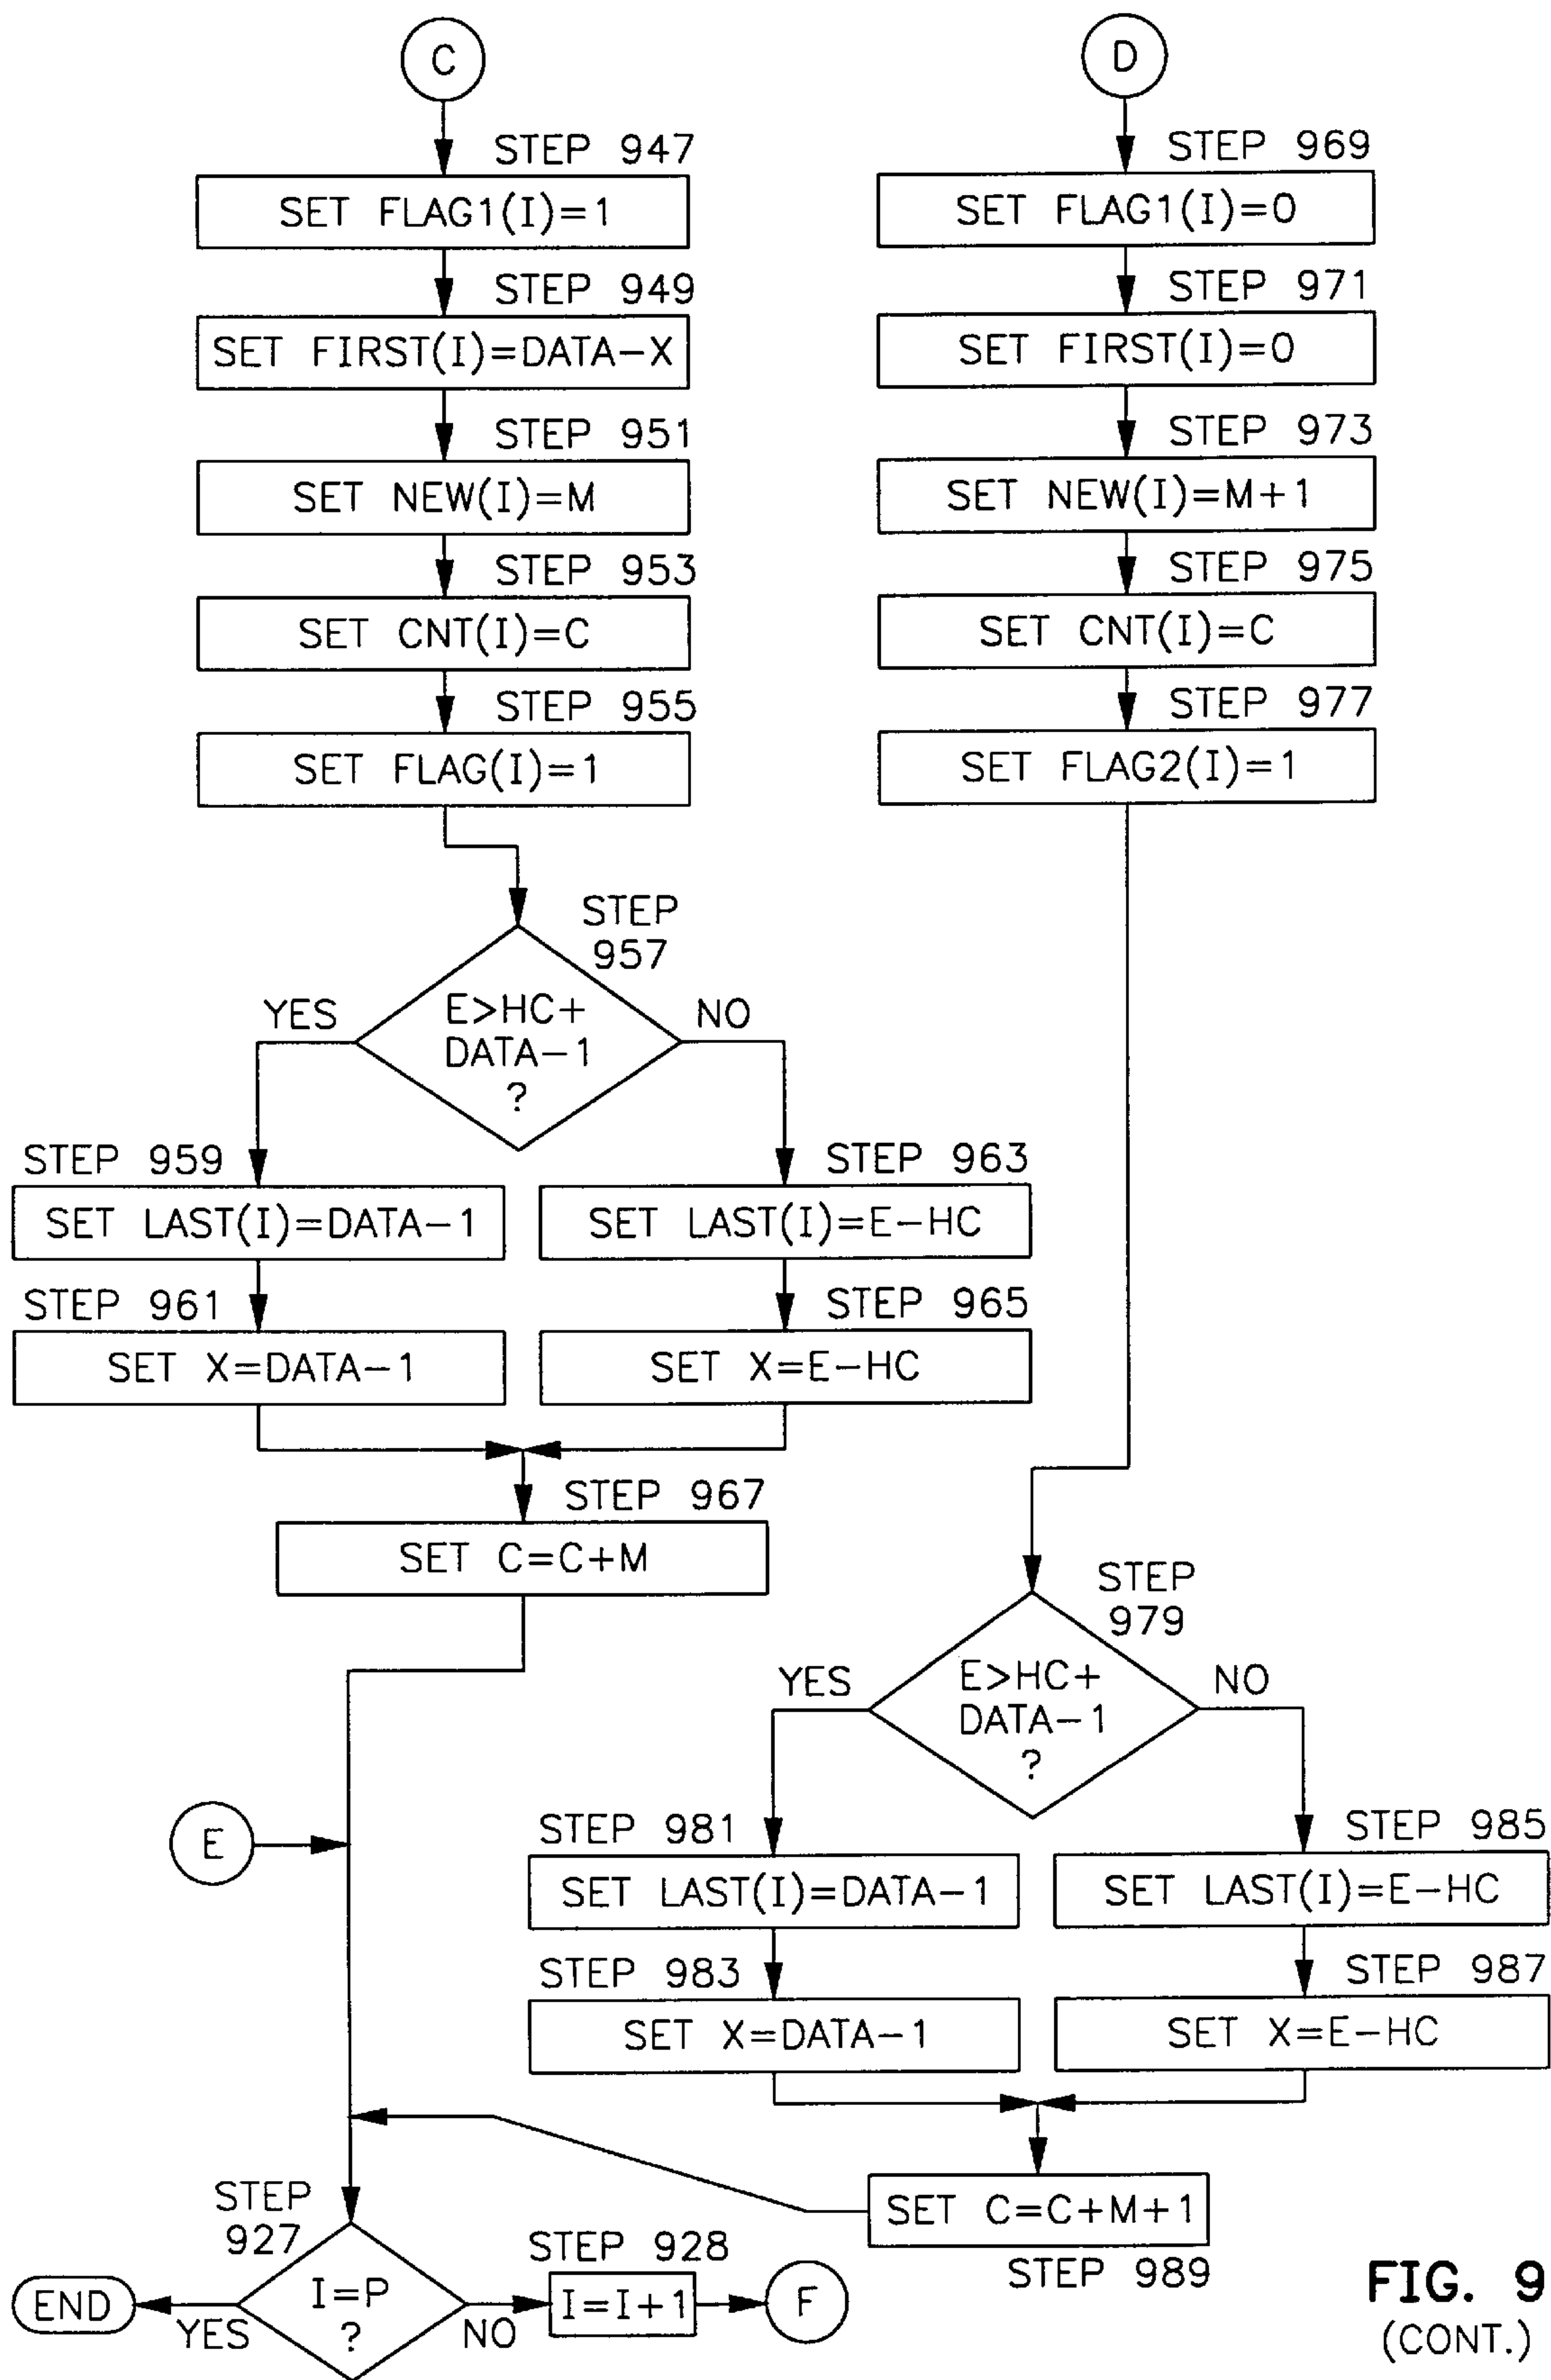 C
STEP 947
SET FLAG1(I)=1
STEP 949
SET FIRST(I)=DATA-X
STEP 951
SET NEW(I)=M
STEP 953
SET CNT(I)=C
STEP 955
SET FLAG(I)=1
STEP
957
E>HC+
DATA-1
?
YES
NO
STEP 959
SET LAST(I)=DATA-1
STEP 961
SET X=DATA-1
STEP 963
SET LAST(I)=E-HC
STEP 965
SET X=E-HC
STEP 967
SET C=C+M
D
STEP 969
SET FLAG1(I)=0
STEP 971
SET FIRST(I)=0
STEP 973
SET NEW(I)=M+1
STEP 975
SET CNT(I)=C
STEP 977
SET FLAG2(I)=1
STEP
979
E>HC+
DATA-1
?
YES
NO
STEP 981
SET LAST(I)=DATA-1
STEP 983
SET X=DATA-1
STEP 985
SET LAST(I)=E-HC
STEP 987
SET X=E-HC
SET C=C+M+1
STEP 989
E
STEP
927
I=P
?
YES
END
NO
STEP 928
I=I+1
F
FIG. 9
(CONT.)